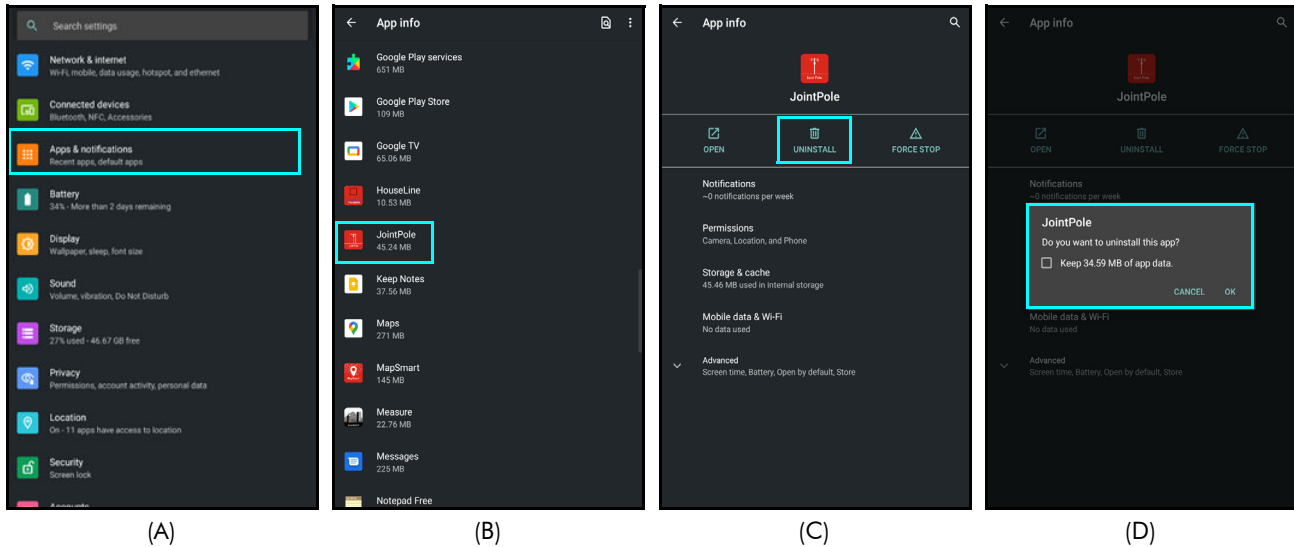 Search settings
Network & internet
Wi-Fi, mobile, data usage, hotspot, and ethernet
Connected devices
Bluetooth, NFC, Accessories
Apps & notifications
Recent apps, default apps
Battery
34% - More than 2 days remaining
Display
Wallpaper, sleep, font size
Sound
Volume, vibration, Do Not Disturb
Storage
27% used - 46.67 GB free
Privacy
Permissions, account activity, personal data
Location
On - 11 apps have access to location
Security
Screen lock
Accounts
(A)
App info
Google Play services
651 MB
Google Play Store
109 MB
Google TV
65.06 MB
HouseLine
10.53 MB
JointPole
45.24 MB
Keep Notes
37.56 MB
Maps
271 MB
MapSmart
145 MB
Measure
22.76 MB
Messages
225 MB
Notepad Free
(B)
App info
JointPole
OPEN
UNINSTALL
FORCE STOP
Notifications
~0 notifications per week
Permissions
Camera, Location, and Phone
Storage & cache
45.46 MB used in internal storage
Mobile data & Wi-Fi
No data used
Advanced
Screen time, Battery, Open by default, Store
(C)
App info
JointPole
OPEN
UNINSTALL
FORCE STOP
Notifications
~0 notifications per week
JointPole
Do you want to uninstall this app?
Keep 34.59 MB of app data.
CANCEL
OK
Mobile data & Wi-Fi
No data used
Advanced
Screen time, Battery, Open by default, Store
(D)